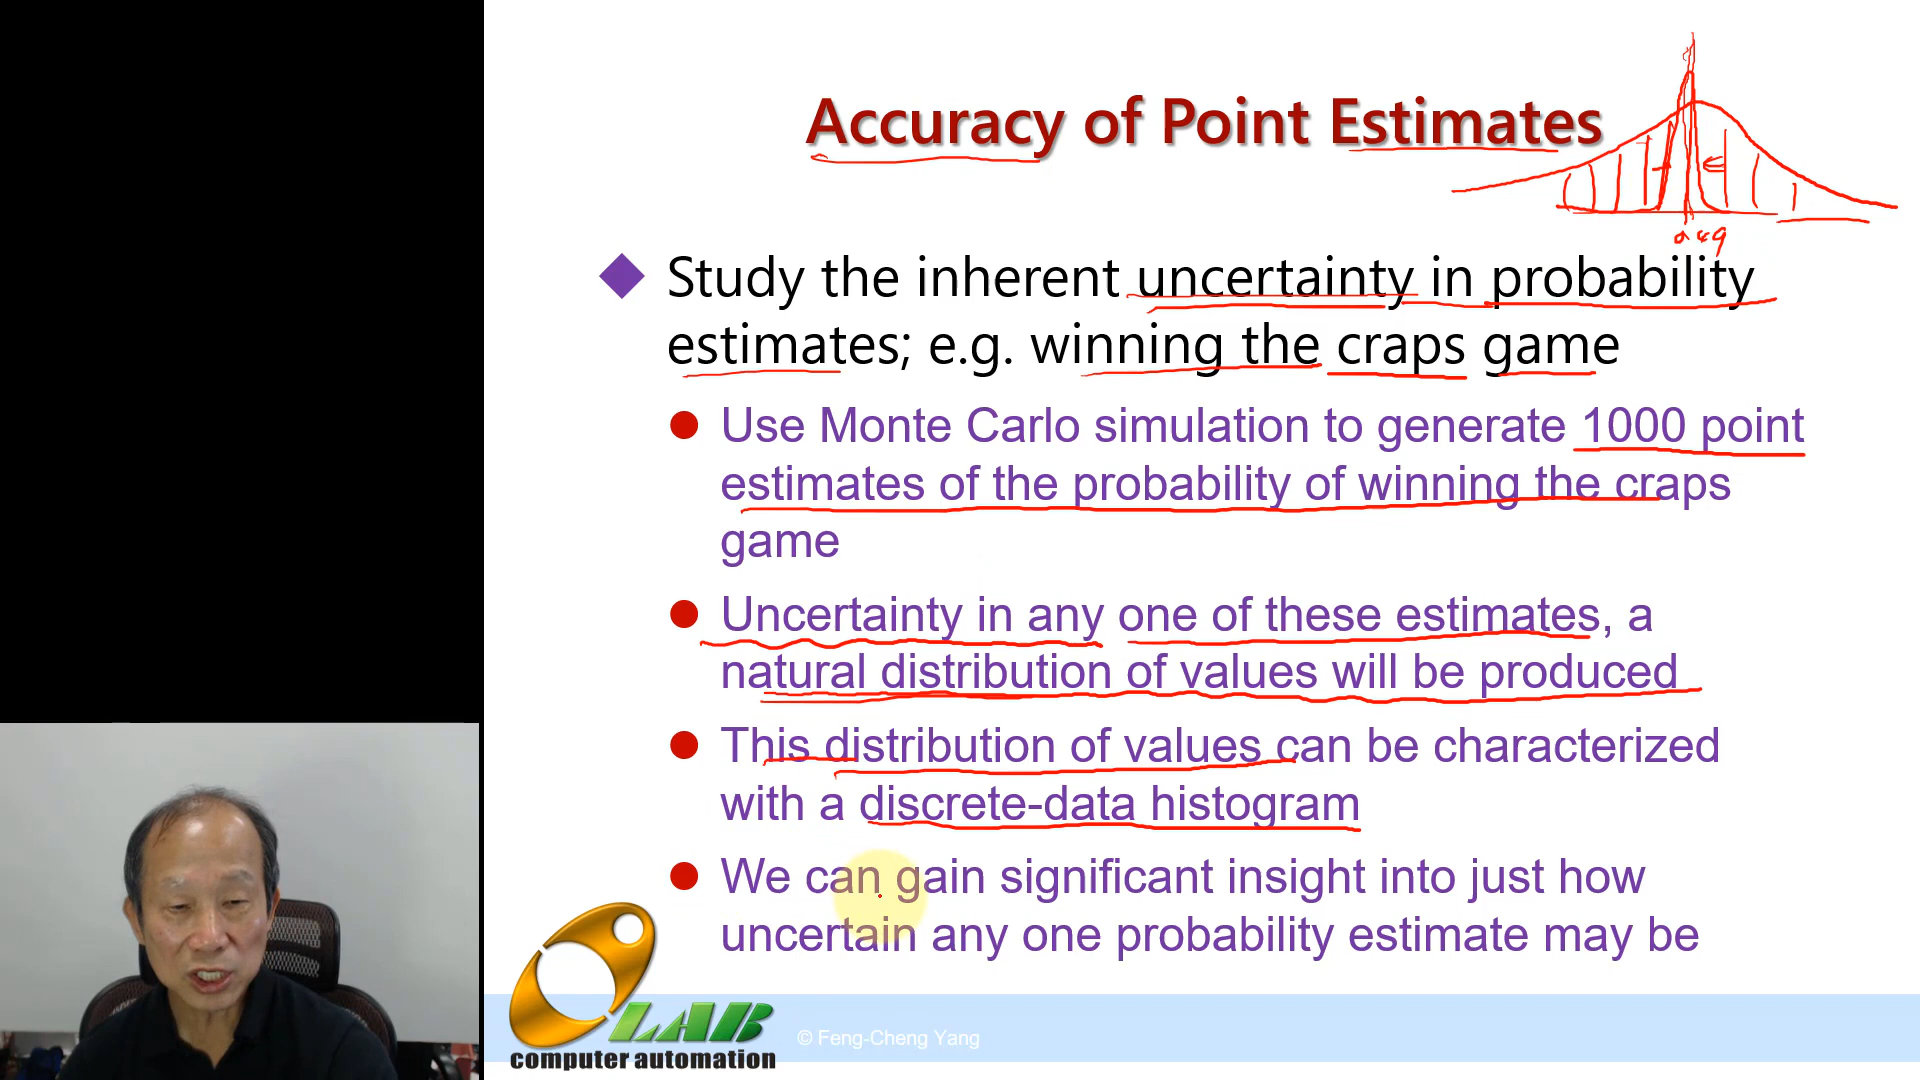 Accuracy of Point Estimates
Study the inherent uncertainty in probability
estimates; e.g. winning the craps game
Use Monte Carlo simulation to generate 1000 point
estimates of the probability of winning the craps
game
Uncertainty in any one of these estimates, a
natural distribution of values will be produced
This distribution of values can be characterized
with a discrete-data histogram
We can gain significant insight into just how
uncertain any one probability estimate may be
LAB
computer automation
© Feng-Cheng Yang